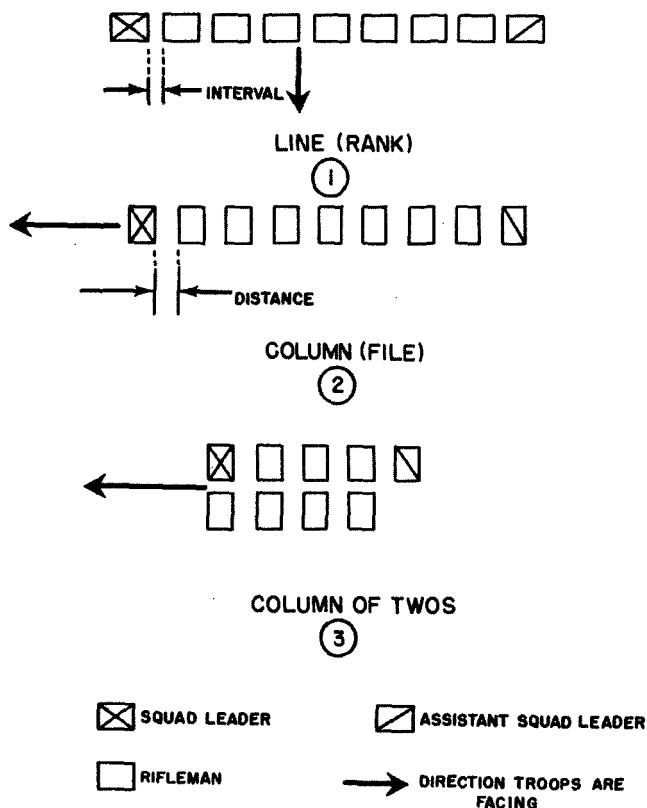 INTERVAL
LINE (RANK)
1
DISTANCE
COLUMN (FILE)
2
COLUMN OF TWOS
3
SQUAD LEADER
ASSISTANT SQUAD LEADER
RIFLEMAN
DIRECTION TROOPS ARE
FACING